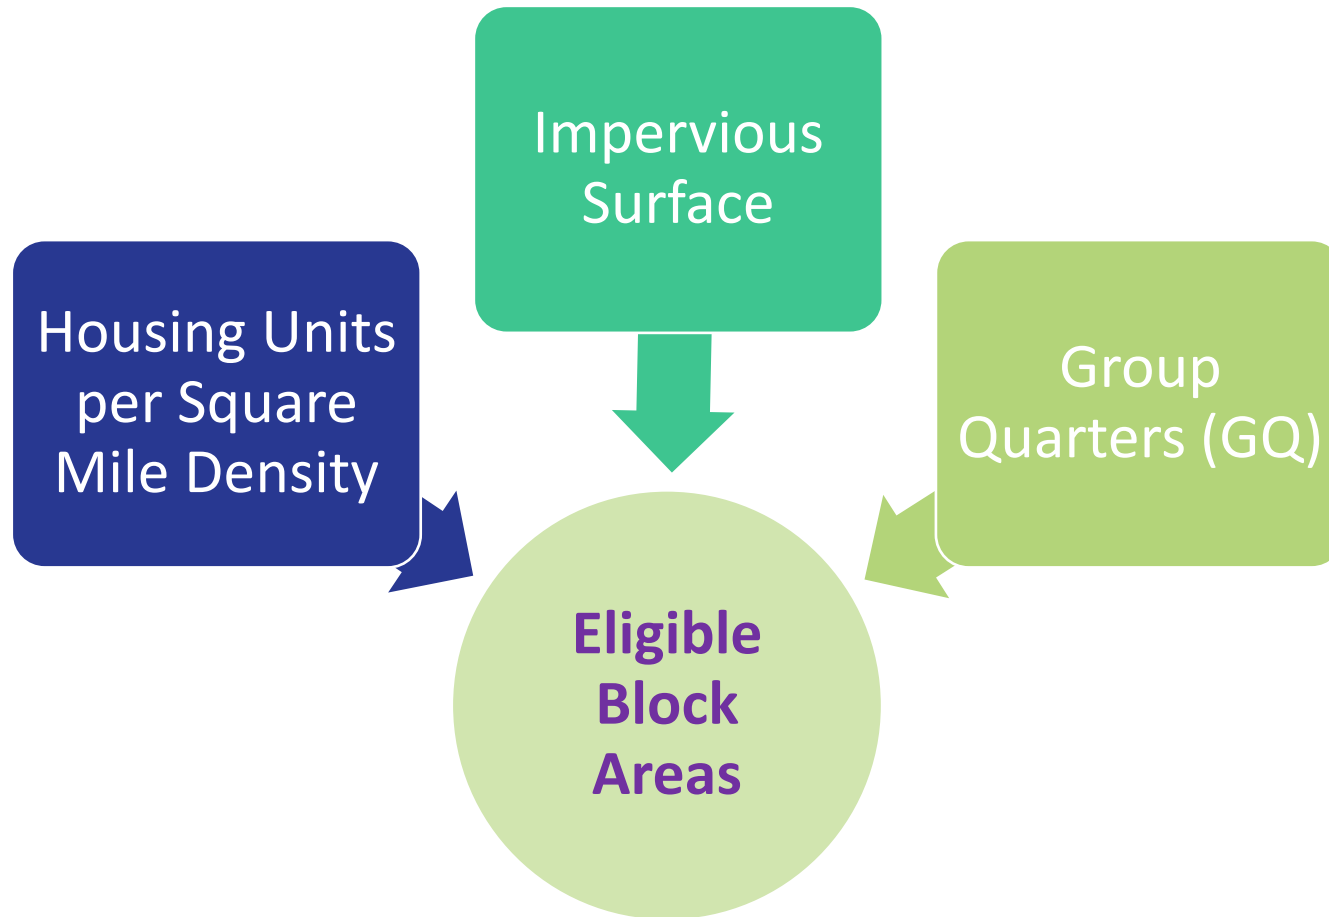 Impervious
Surface
Housing Units
per Square
Mile Density
Group
Quarters (GQ)
Eligible
Block
Areas